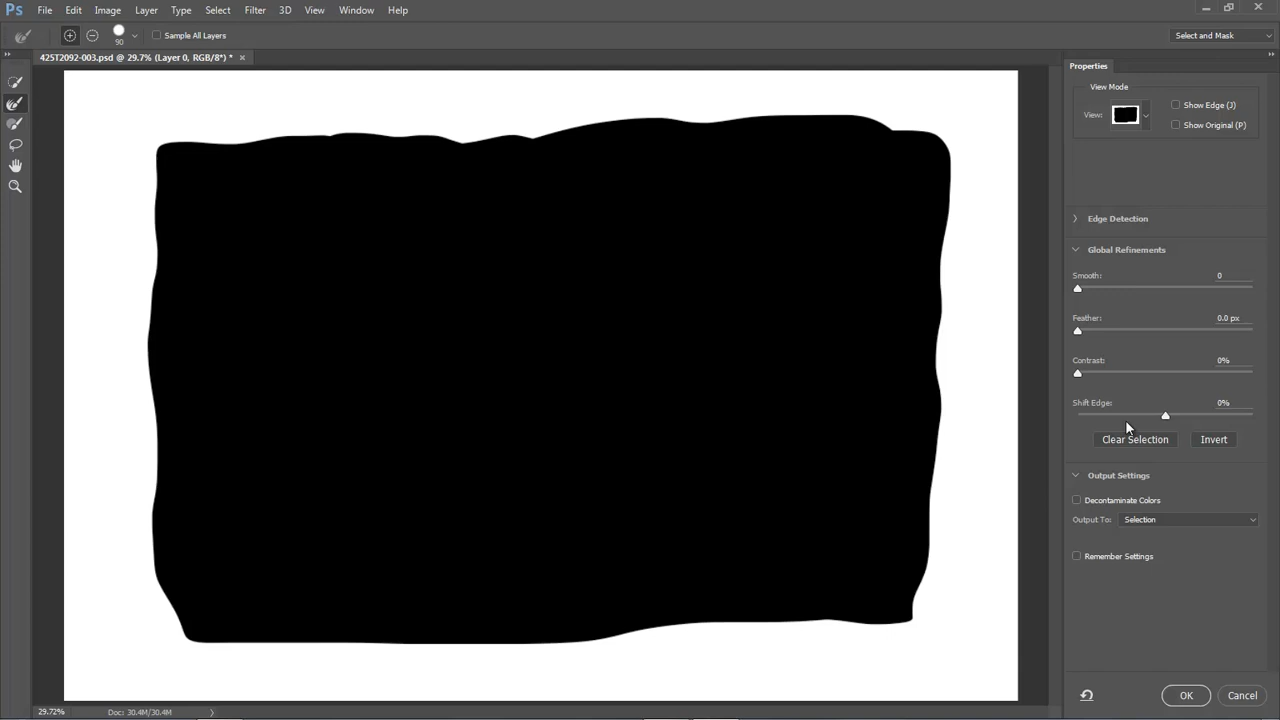 Ps File Edit Image Layer Type Select Filter 3D View Window Help
90 Sample All Layers Select and Mask
425T2092-003.psd @ 29.7% (Layer 0, RGB/8*) *
Properties
View Mode
View: Show Edge (J)
Show Original (P)
Edge Detection
Global Refinements
Smooth: 0
Feather: 0.0 px
Contrast: 0%
Shift Edge: 0%
Clear Selection Invert
Output Settings
Decontaminate Colors
Output To: Selection
Remember Settings
OK Cancel
29.72% Doc: 30.4M/30.4M